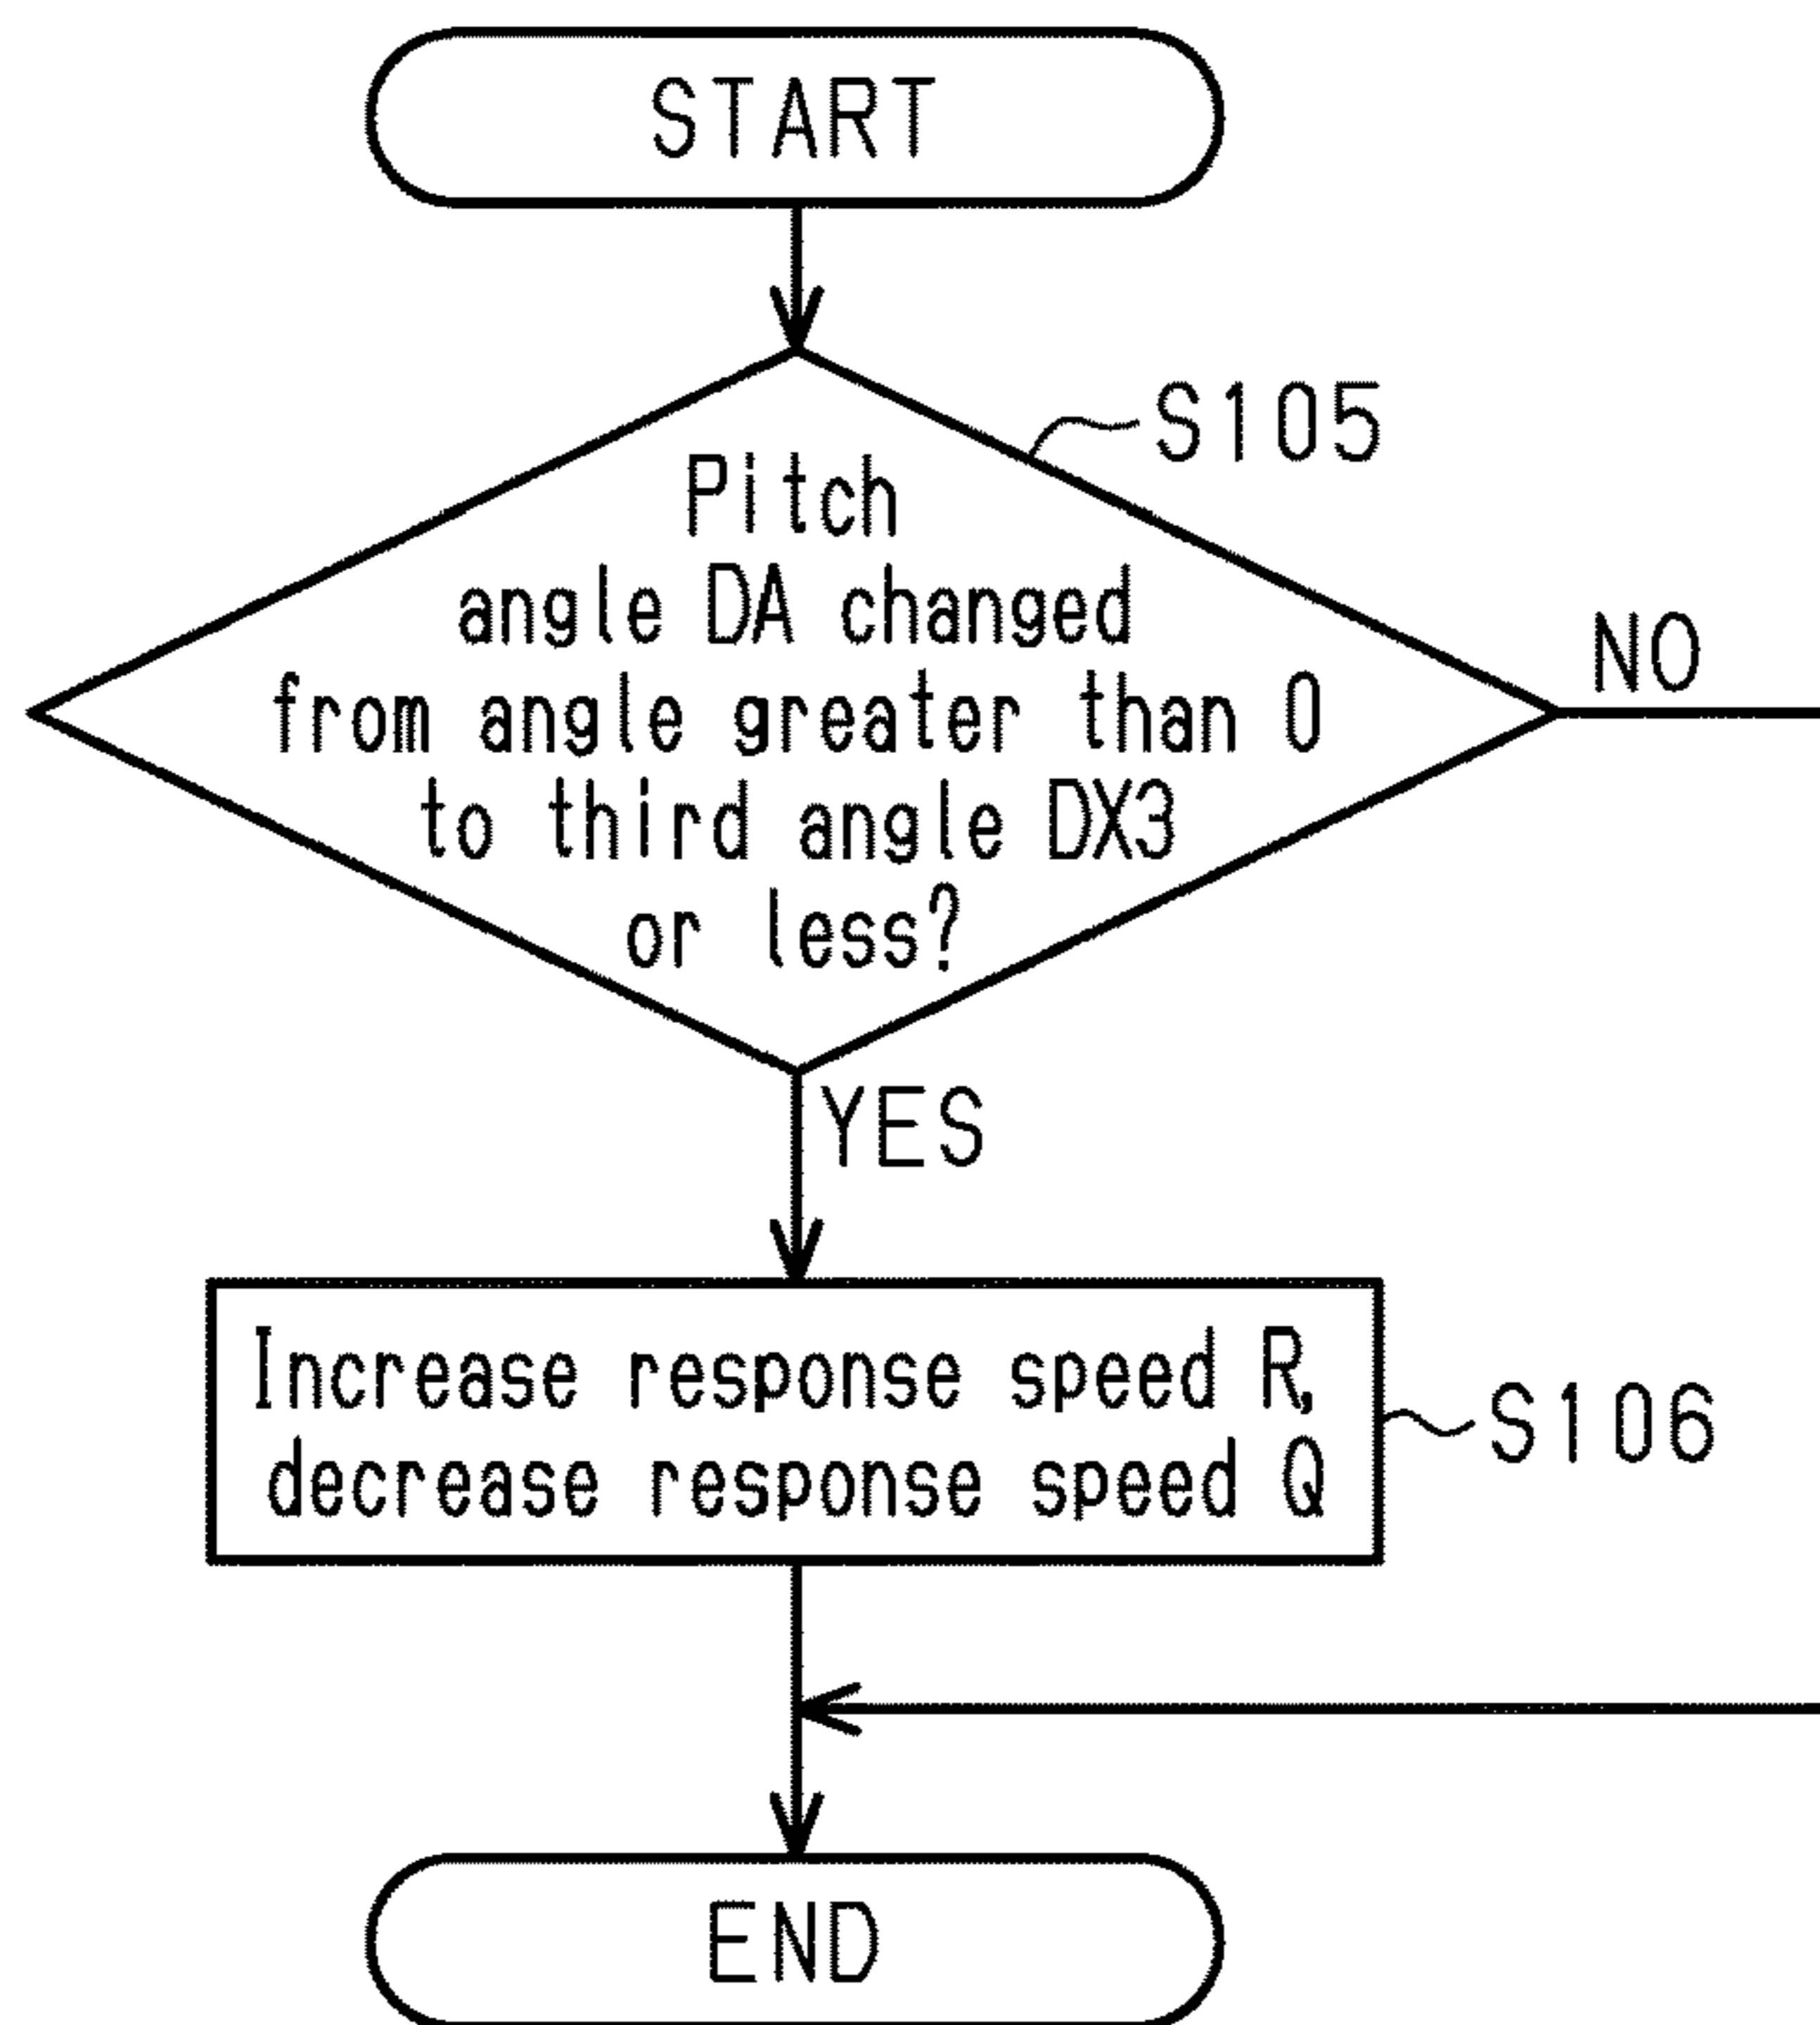 START
S105
Pitch
angle DA changed
from angle greater than 0
to third angle DX3
or less?
NO
YES
Increase response speed R,
decrease response speed Q
S106
END